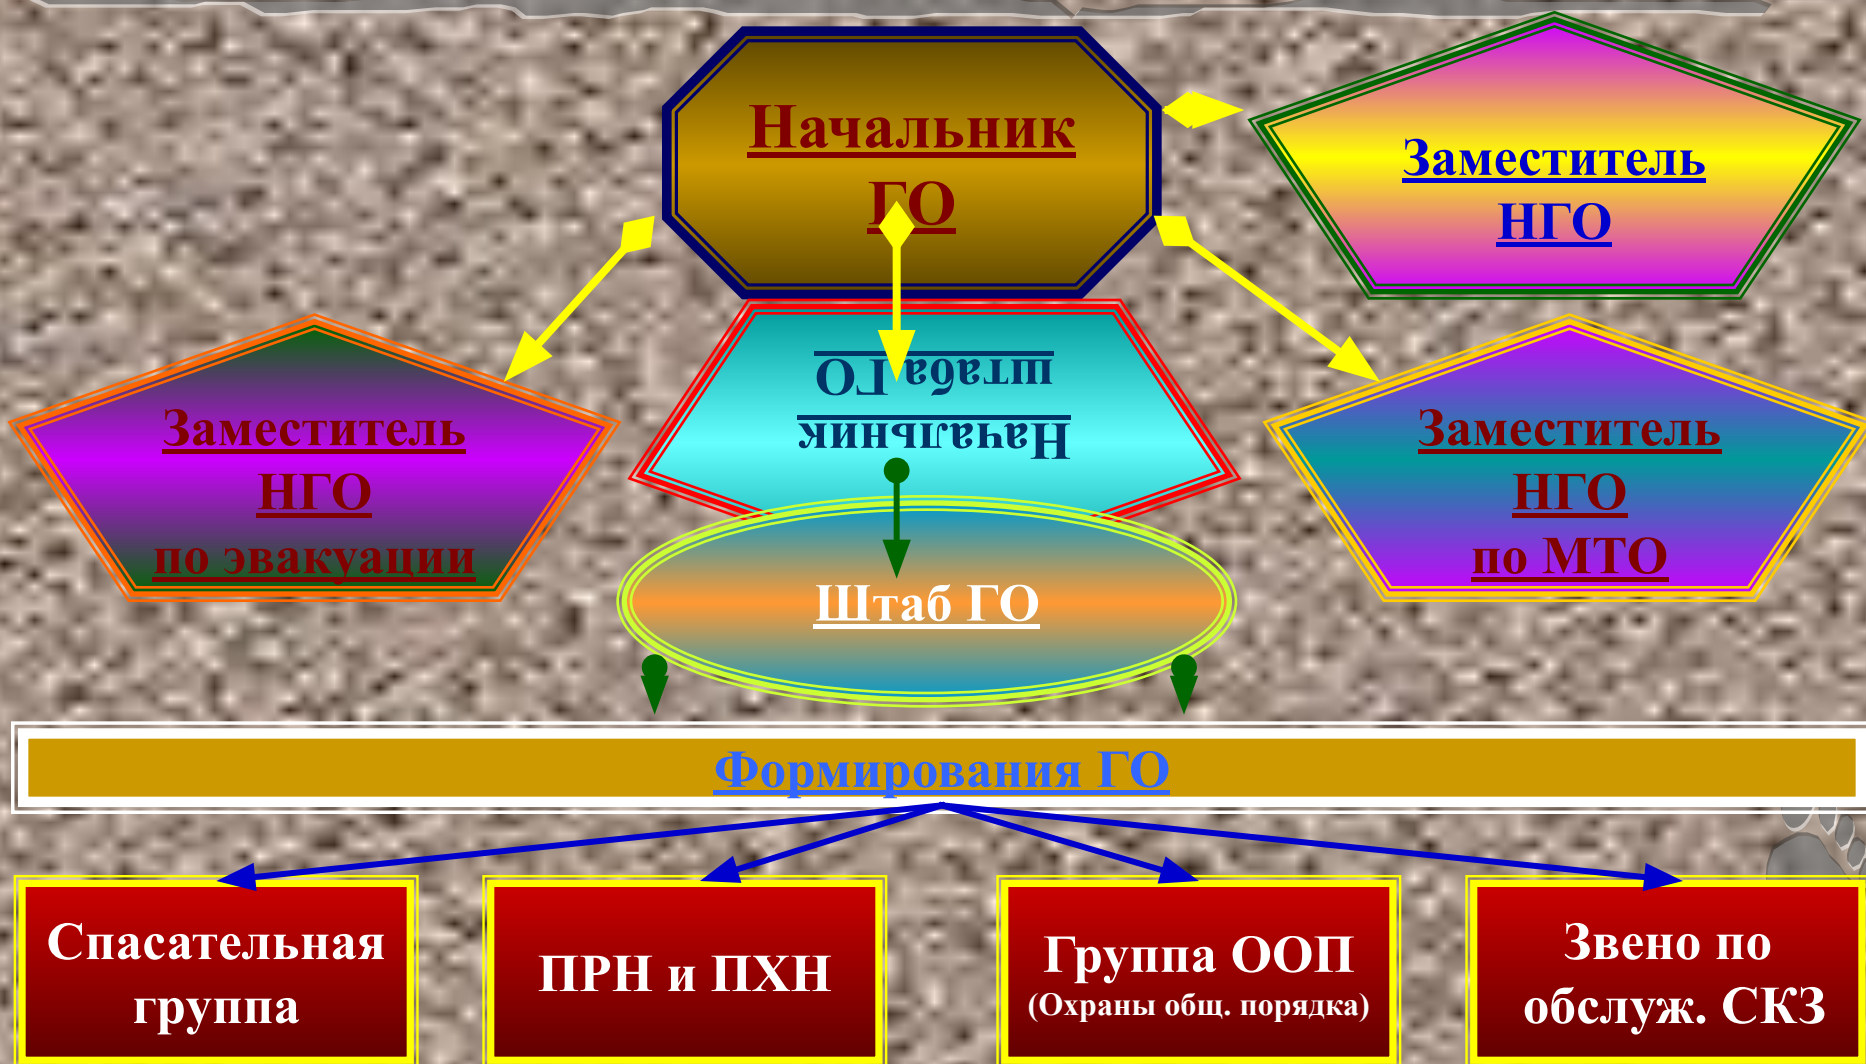 Начальник
ГО
Заместитель
НГО
Заместитель
НГО
по эвакуации
Начальник
штаба ГО
Заместитель
НГО
по МТО
Штаб ГО
Формирования ГО
Спасательная
группа
ПРН и ПХН
Группа ООП
(Охраны общ. порядка)
Звено по
обслуж. СКЗ